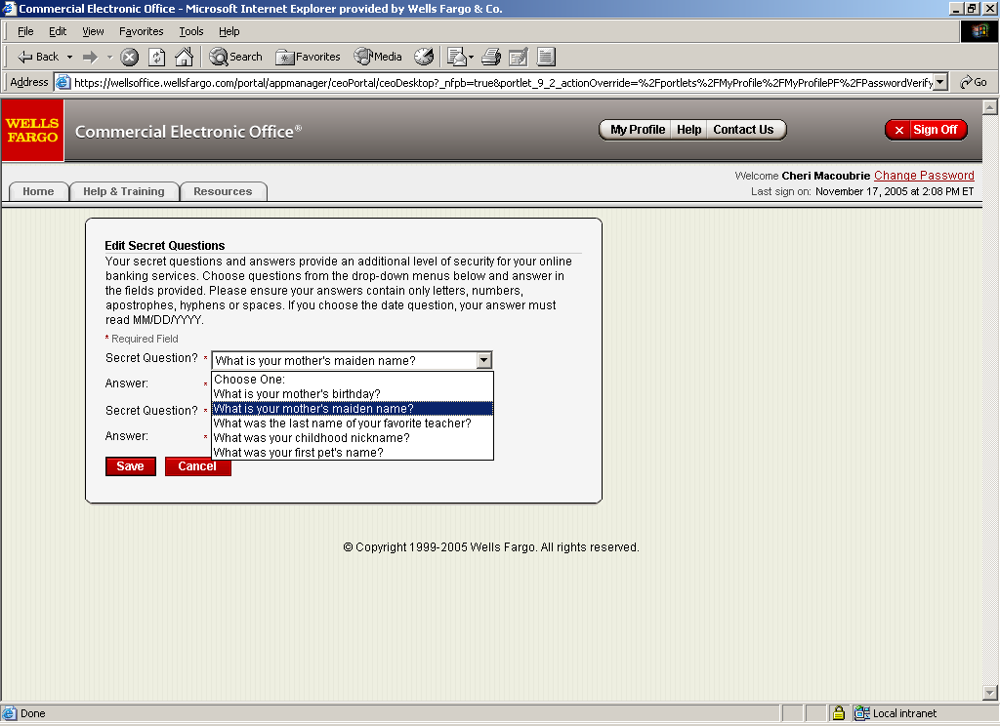 Commercial Electronic Office - Microsoft Internet Explorer provided by Wells Fargo & Co.
File Edit View Favorites Tools Help
Back Search Favorites Media
Address https://wellsoffice.wellsfargo.com/portal/appmanager/ceoPortal/ceoDesktop?_nfpb=true&portlet_9_2_actionOverride=%2Fportlets%2FMyProfile%2FMyProfilePF%2FPasswordVerify Go
WELLS
FARGO
Commercial Electronic Office®
My Profile Help Contact Us
× Sign Off
Welcome Cheri Macoubrie Change Password
Last sign on: November 17, 2005 at 2:08 PM ET
Home Help & Training Resources
Edit Secret Questions
Your secret questions and answers provide an additional level of security for your online
banking services. Choose questions from the drop-down menus below and answer in
the fields provided. Please ensure your answers contain only letters, numbers,
apostrophes, hyphens or spaces. If you choose the date question, your answer must
read MM/DD/YYYY.
* Required Field
Secret Question? * What is your mother's maiden name?
Choose One:
Answer: *
What is your mother's birthday?
What is your mother's maiden name?
Secret Question? *
What was the last name of your favorite teacher?
Answer: *
What was your childhood nickname?
What was your first pet's name?
Save Cancel
© Copyright 1999-2005 Wells Fargo. All rights reserved.
Done Local intranet